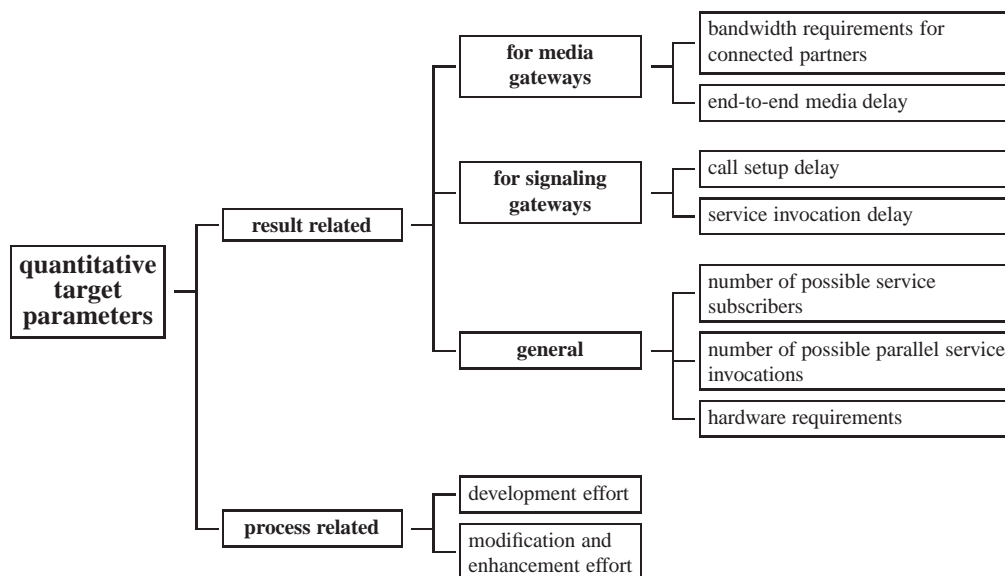 quantitative
target
parameters
result related
for media
gateways
bandwidth requirements for
connected partners
end-to-end media delay
for signaling
gateways
call setup delay
service invocation delay
general
number of possible service
subscribers
number of possible parallel service
invocations
hardware requirements
process related
development effort
modification and
enhancement effort